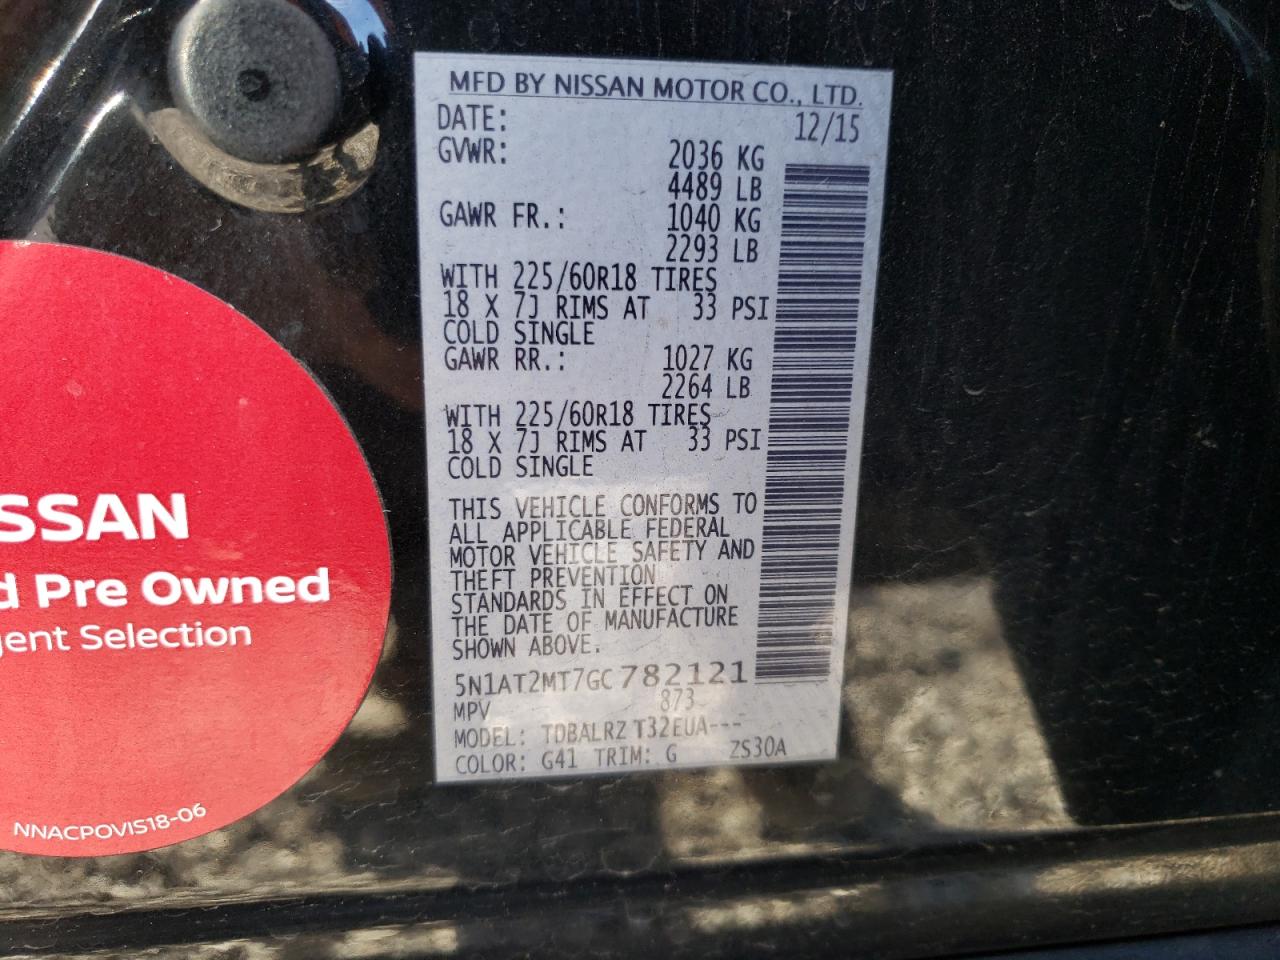 MFD BY NISSAN MOTOR CO., LTD.
DATE: 12/15
GVWR: 2036 KG
4489 LB
GAWR FR.: 1040 KG
2293 LB
WITH 225/60R18 TIRES
18 X 7J RIMS AT 33 PSI
COLD SINGLE
GAWR RR.: 1027 KG
2264 LB
WITH 225/60R18 TIRES
18 X 7J RIMS AT 33 PSI
COLD SINGLE
THIS VEHICLE CONFORMS TO
ALL APPLICABLE FEDERAL
MOTOR VEHICLE SAFETY AND
THEFT PREVENTION
STANDARDS IN EFFECT ON
THE DATE OF MANUFACTURE
SHOWN ABOVE.
5N1AT2MT7GC782121
MPV 873
MODEL: TDBALRZ T32EUA---
COLOR: G41 TRIM: G ZS30A
SSAN
d Pre Owned
gent Selection
NNACPOVIS18-06